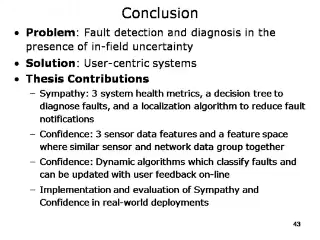 Conclusion
• Problem: Fault detection and diagnosis in the
presence of in-field uncertainty
• Solution: User-centric systems
• Thesis Contributions
– Sympathy: 3 system health metrics, a decision tree to
diagnose faults, and a localization algorithm to reduce fault
notifications
– Confidence: 3 sensor data features and a feature space
where similar sensor and network data group together
– Confidence: Dynamic algorithms which classify faults and
can be updated with user feedback on-line
– Implementation and evaluation of Sympathy and
Confidence in real-world deployments
43